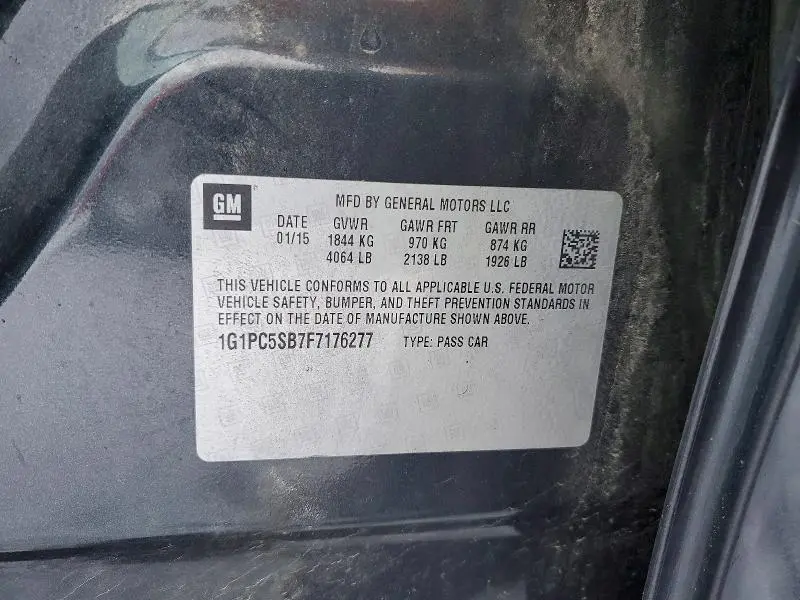 GM
MFD BY GENERAL MOTORS LLC
DATE GVWR GAWR FRT GAWR RR
01/15 1844 KG 970 KG 874 KG
4064 LB 2138 LB 1926 LB
THIS VEHICLE CONFORMS TO ALL APPLICABLE U.S. FEDERAL MOTOR
VEHICLE SAFETY, BUMPER, AND THEFT PREVENTION STANDARDS IN
EFFECT ON THE DATE OF MANUFACTURE SHOWN ABOVE.
1G1PC5SB7F7176277 TYPE: PASS CAR